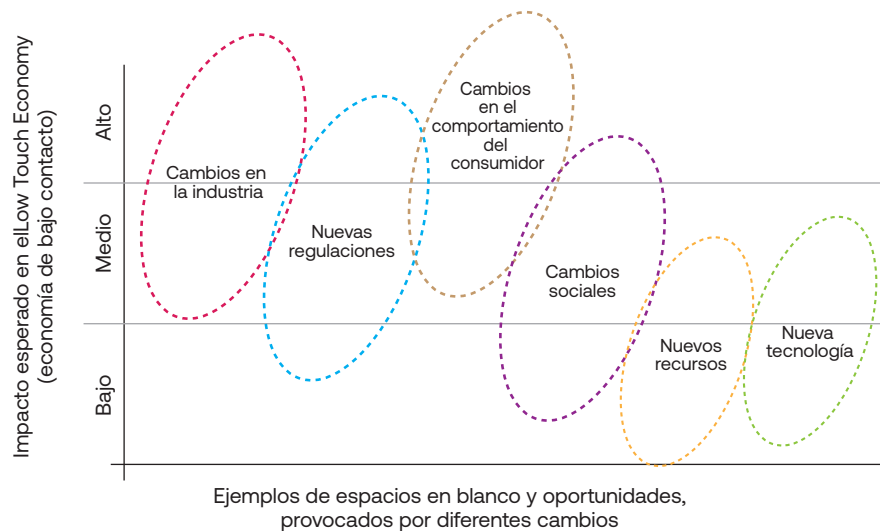 Impacto esperado en elLow Touch Economy
(economía de bajo contacto)
Alto
Medio
Bajo
Cambios en
la industria
Nuevas
regulaciones
Cambios
en el
comportamiento
del
consumidor
Cambios
sociales
Nuevos
recursos
Nueva
tecnología
Ejemplos de espacios en blanco y oportunidades,
provocados por diferentes cambios